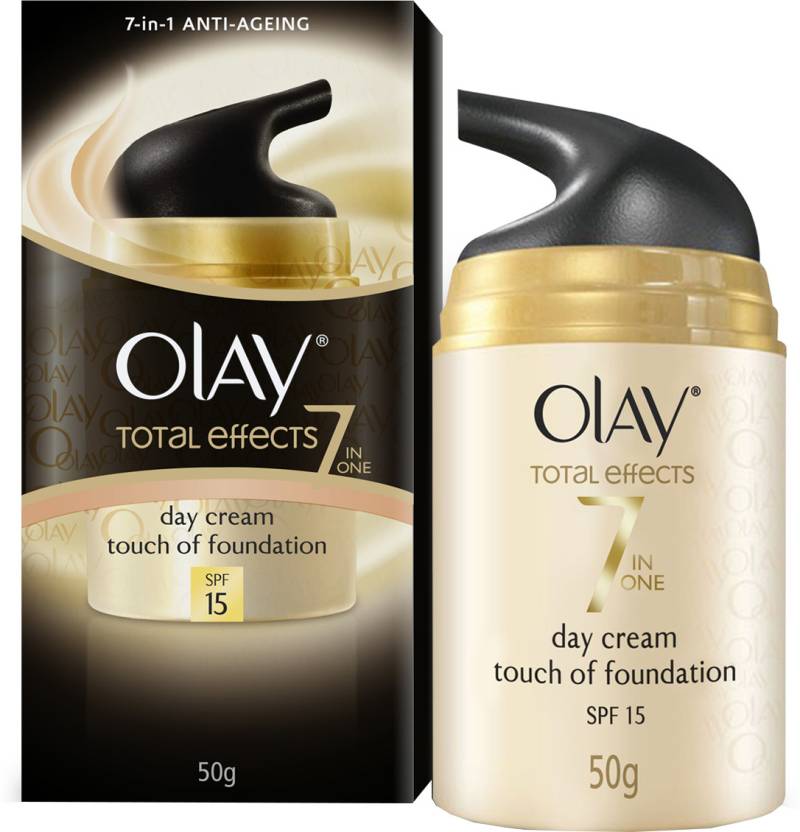 7-in-1 ANTI-AGEING
OLAY®
TOTAL effects
7 IN
ONE
day cream
touch of foundation
SPF
15
50g
OLAY®
TOTAL effects
7 IN
ONE
day cream
touch of foundation
SPF 15
50g